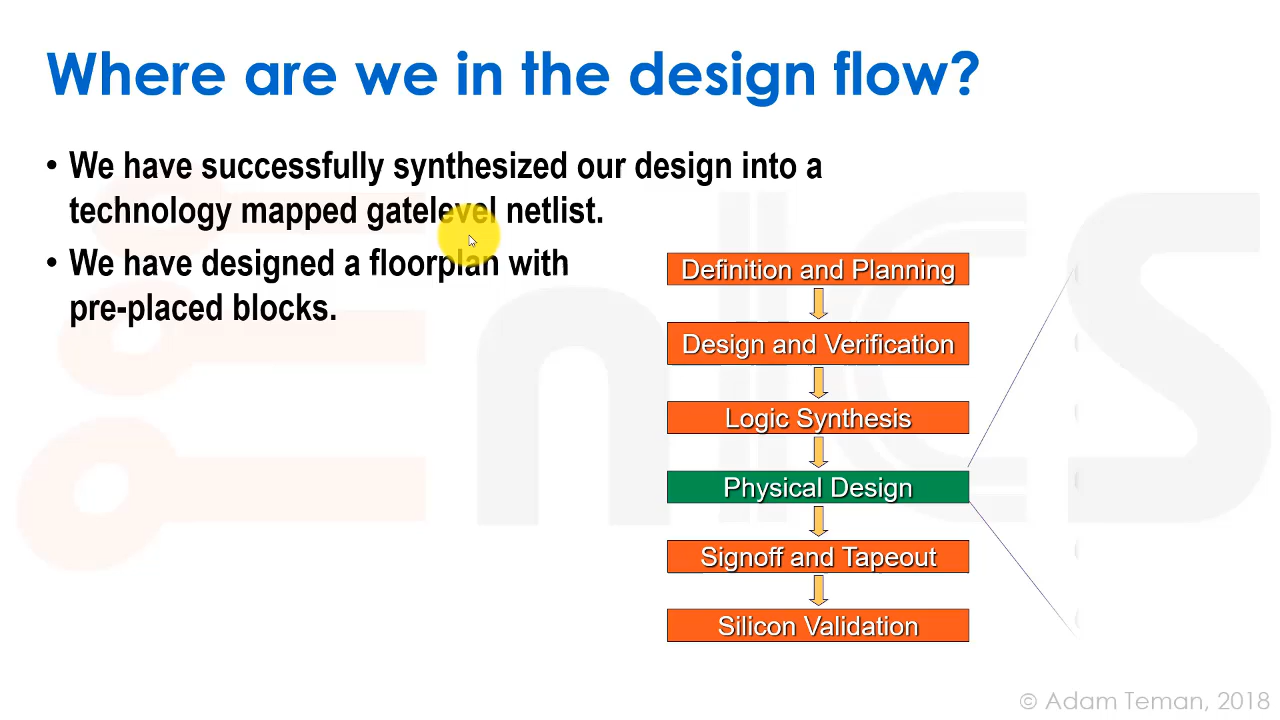 Where are we in the design flow?
• We have successfully synthesized our design into a
technology mapped gatelevel netlist.
• We have designed a floorplan with
pre-placed blocks.
Definition and Planning
Design and Verification
Logic Synthesis
Physical Design
Signoff and Tapeout
Silicon Validation
enICS
© Adam Teman, 2018